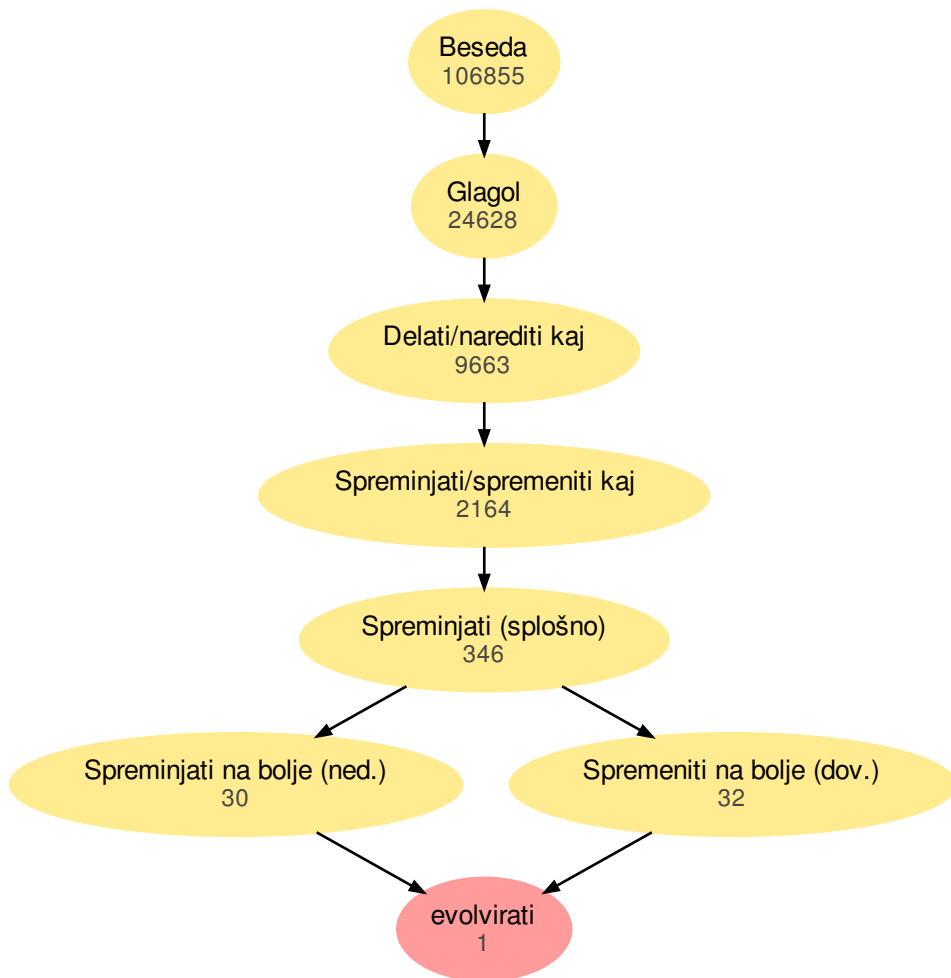 Beseda
106855
Glagol
24628
Delati/narediti kaj
9663
Spreminjati/spremeniti kaj
2164
Spreminjati (splošno)
346
Spreminjati na bolje (ned.)
30
Spremeniti na bolje (dov.)
32
evolvirati
1